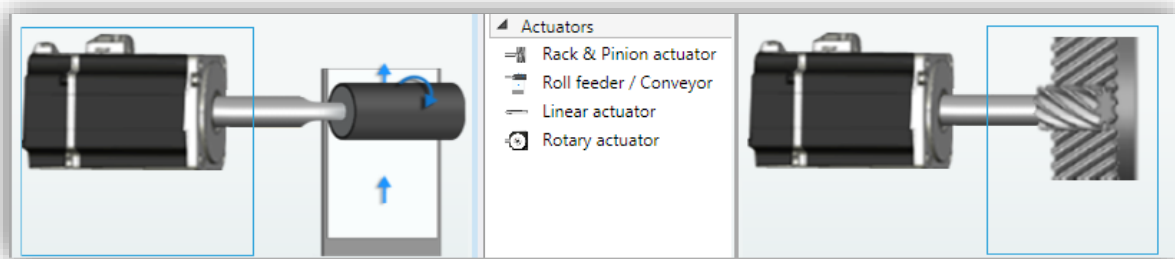 Actuators
Rack & Pinion actuator
Roll feeder / Conveyor
Linear actuator
Rotary actuator